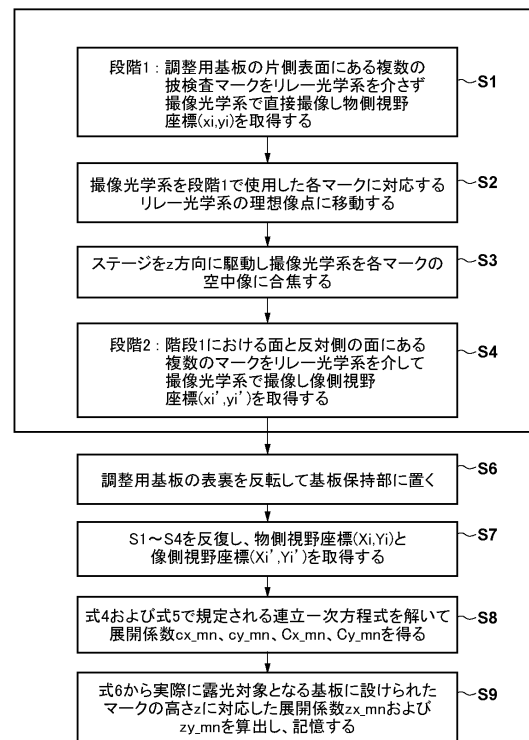 段階1：調整用基板の片側表面にある複数の
披検査マークをリレー光学系を介さず
撮像光学系で直接撮像し物側視野
座標(xi,yi)を取得する
S1
撮像光学系を段階1で使用した各マークに対応する
リレー光学系の理想像点に移動する
S2
ステージをz方向に駆動し撮像光学系を各マークの
空中像に合焦する
S3
段階2：階段1における面と反対側の面にある
複数のマークをリレー光学系を介して
撮像光学系で撮像し像側視野
座標(xi',yi')を取得する
S4
調整用基板の表裏を反転して基板保持部に置く
S6
S1～S4を反復し、物側視野座標(Xi,Yi)と
像側視野座標(Xi',Yi')を取得する
S7
式4および式5で規定される連立一次方程式を解いて
展開係数cx_mn、cy_mn、Cx_mn、Cy_mnを得る
S8
式6から実際に露光対象となる基板に設けられた
マークの高さzに対応した展開係数zx_mnおよび
zy_mnを算出し、記憶する
S9